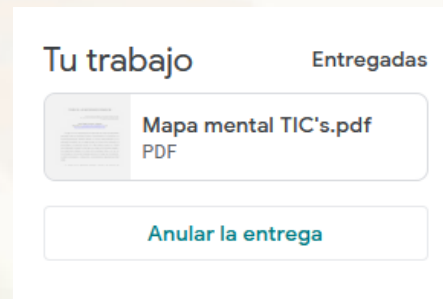 Tu trabajo Entregadas
Mapa mental TIC's.pdf
PDF
Anular la entrega